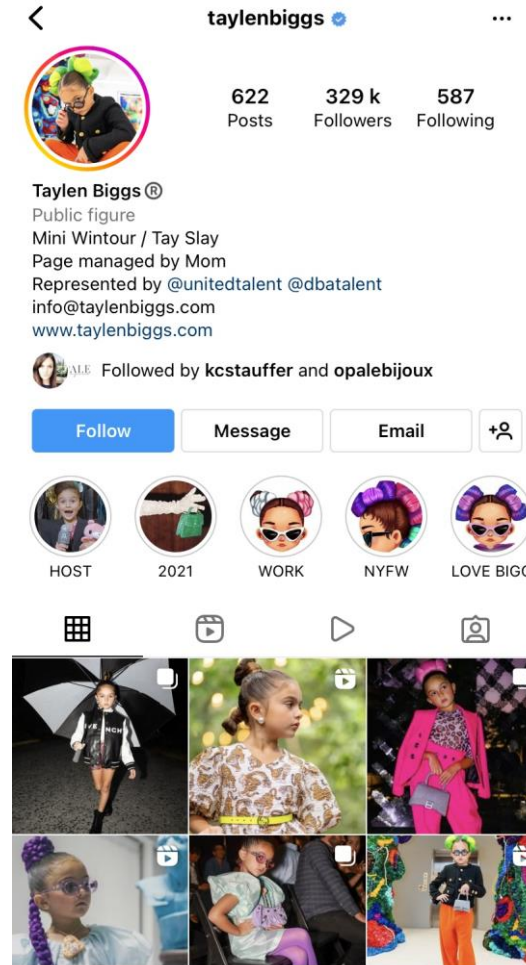 taylenbiggs
622 329 k 587
Posts Followers Following
Taylen Biggs ®
Public figure
Mini Wintour / Tay Slay
Page managed by Mom
Represented by @unitedtalent @dbatalent
info@taylenbiggs.com
www.taylenbiggs.com
ALE Followed by kcstauffer and opalebijoux
Follow Message Email
HOST 2021 WORK NYFW LOVE BIGG